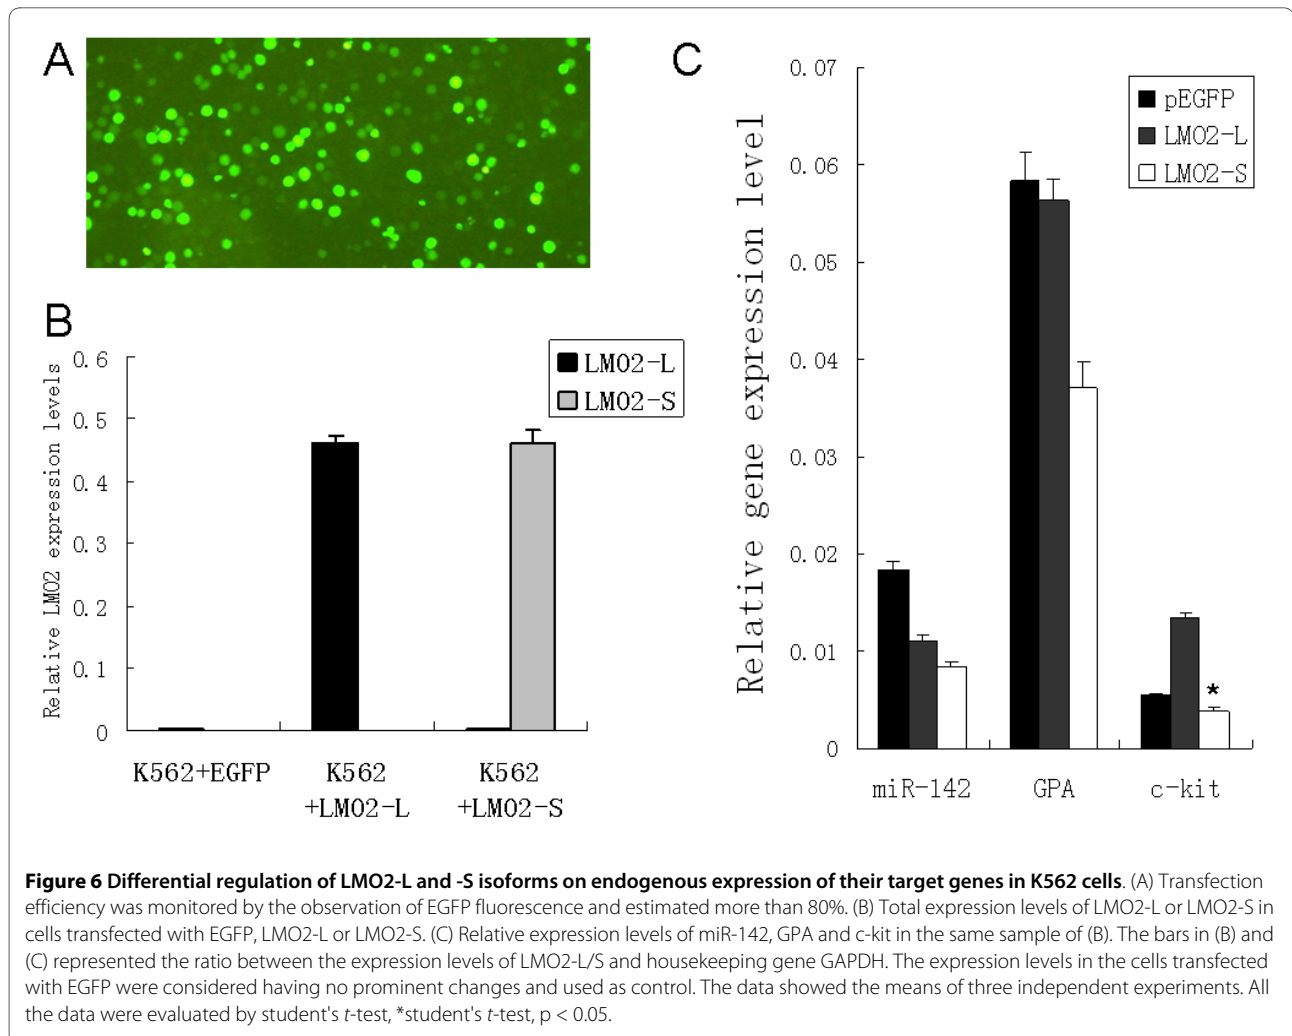 A
B
Relative LMO2 expression levels
0.6
0.5
0.4
0.3
0.2
0.1
0
LMO2-L
LMO2-S
K562+EGFP
K562
+LMO2-L
K562
+LMO2-S
C
Relative gene expression level
0.07
0.06
0.05
0.04
0.03
0.02
0.01
0
pEGFP
LMO2-L
LMO2-S
*
miR-142
GPA
c-kit
Figure 6 Differential regulation of LMO2-L and -S isoforms on endogenous expression of their target genes in K562 cells. (A) Transfection
efficiency was monitored by the observation of EGFP fluorescence and estimated more than 80%. (B) Total expression levels of LMO2-L or LMO2-S in
cells transfected with EGFP, LMO2-L or LMO2-S. (C) Relative expression levels of miR-142, GPA and c-kit in the same sample of (B). The bars in (B) and
(C) represented the ratio between the expression levels of LMO2-L/S and housekeeping gene GAPDH. The expression levels in the cells transfected
with EGFP were considered having no prominent changes and used as control. The data showed the means of three independent experiments. All
the data were evaluated by student's t-test, *student's t-test, p < 0.05.